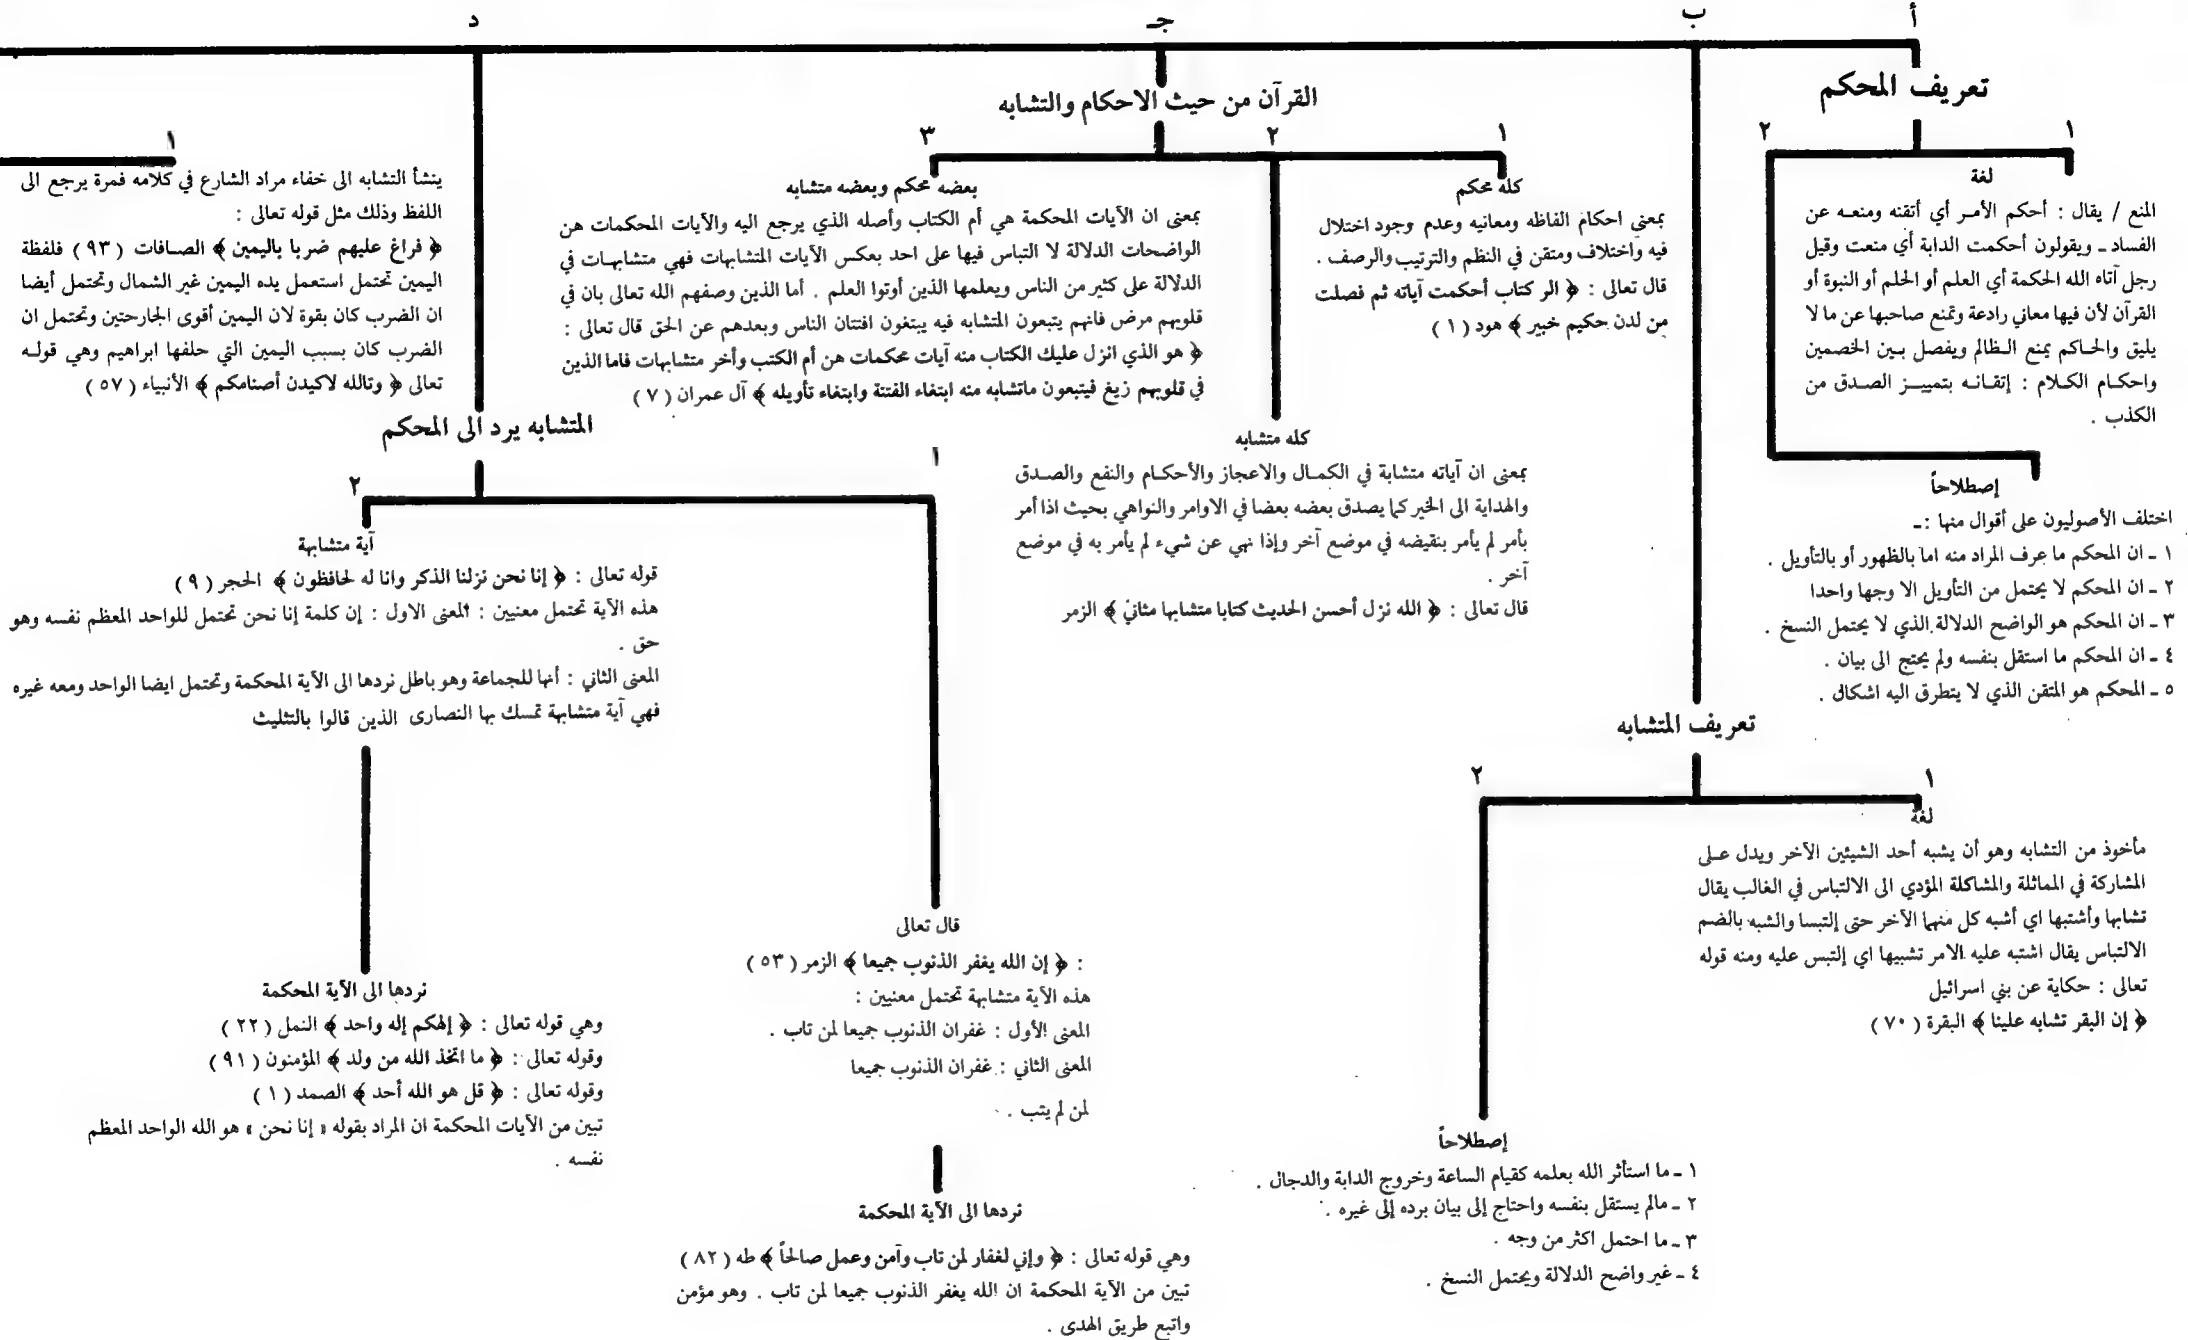 أ
ب
جـ
د
تعريف المحكم
١
٢
لغة
المنع / يقال : أحكم الأمـر أي أتقنه ومنعـه عن
الفساد ـ ويقولون أحكمت الدابة أي منعت وقيل
رجل آتاه الله الحكمة أي العلم أو الحلم أو النبوة أو
القرآن لأن فيها معاني رادعة وتمنع صاحبها عن ما لا
يليق والحـاكم يمنع الـظالم ويفصل بـين الخصمين
واحكـام الكـلام : إتقـانـه بتمييـز الصـدق من
الكذب .
إصطلاحاً
اختلف الأصوليون على أقوال منها :ـ
١ ـ ان المحكم ما عرف المراد منه اما بالظهور أو بالتأويل .
٢ ـ ان المحكم لا يحتمل من التأويل الا وجها واحدا
٣ ـ ان المحكم هو الواضح الدلالة الذي لا يحتمل النسخ .
٤ ـ ان المحكم ما استقل بنفسه ولم يحتج الى بيان .
٥ ـ المحكم هو المتقن الذي لا يتطرق اليه اشكال .
تعريف المتشابه
١
٢
لغة
مأخوذ من التشابه وهو أن يشبه أحد الشيئين الآخر ويدل عـلى
المشاركة في المماثلة والمشاكلة المؤدي الى الالتباس في الغالب يقال
تشابها وأشتبها اي أشبه كل منهما الآخر حتى إلتبسا والشبه بالضم
الالتباس يقال اشتبه عليه الامر تشبيها اي إلتبس عليه ومنه قوله
تعالى : حكاية عن بني اسرائيل
﴿ إن البقر تشابه علينا ﴾ البقرة ( ٧٠ )
إصطلاحاً
١ ـ ما استأثر الله بعلمه كقيام الساعة وخروج الدابة والدجال .
٢ ـ مالم يستقل بنفسه واحتاج إلى بيان برده إلى غيره .
٣ ـ ما احتمل اكثر من وجه .
٤ ـ غير واضح الدلالة ويحتمل النسخ .
القرآن من حيث الاحكام والتشابه
١
٢
٣
كله محكم
بمعنى احكام الفاظه ومعانيه وعدم وجود اختلال
فيه واختلاف ومتقن في النظم والترتيب والرصف .
قال تعالى : ﴿ الر كتاب أحكمت آياته ثم فصلت
من لدن حكيم خبير ﴾ هود ( ١ )
كله متشابه
بمعنى ان آياته متشابة في الكمـال والاعجاز والأحكـام والنفع والصـدق
والهداية الى الخير كما يصدق بعضه بعضا في الاوامر والنواهي بحيث اذا أمر
بأمر لم يأمر بنقيضه في موضع آخر وإذا نهي عن شيء لم يأمر به في موضع
آخر .
قال تعالى : ﴿ الله نزل أحسن الحديث كتابا متشابها مثاني ﴾ الزمر
بعضه محكم وبعضه متشابه
بمعنى ان الآيات المحكمة هي أم الكتاب وأصله الذي يرجع اليه والآيات المحكمات هن
الواضحات الدلالة لا التباس فيها على احد بعكس الآيات المتشابهات فهي متشابهـات في
الدلالة على كثير من الناس ويعلمها الذين أوتوا العلم . أما الذين وصفهم الله تعالى بان في
قلوبهم مرض فانهم يتبعون المتشابه فيه يبتغون افتتان الناس وبعدهم عن الحق قال تعالى :
﴿ هو الذي انزل عليك الكتاب منه آيات محكمات هن أم الكتب وأخر متشابهات فاما الذين
في قلوبهم زيغ فيتبعون ماتشابه منه ابتغاء الفتنة وابتغاء تأويله ﴾ آل عمران ( ٧ )
المتشابه يرد الى المحكم
١
٢
قال تعالى
: ﴿ إن الله يغفر الذنوب جميعا ﴾ الزمر ( ٥٣ )
هذه الآية متشابهة تحتمل معنيين :
المعنى الأول : غفران الذنوب جميعا لمن تاب .
المعنى الثاني : غفران الذنوب جميعا
لمن لم يتب .
نردها الى الآية المحكمة
وهي قوله تعالى : ﴿ وإني لغفار لمن تاب وآمن وعمل صالحاً ﴾ طه ( ٨٢ )
تبين من الآية المحكمة ان الله يغفر الذنوب جميعا لمن تاب . وهو مؤمن
واتبع طريق الهدى .
آية متشابهة
قوله تعالى : ﴿ إنا نحن نزلنا الذكر وانا له لحافظون ﴾ الحجر ( ٩ )
هذه الآية تحتمل معنيين : المعنى الاول : إن كلمة إنا نحن تحتمل للواحد المعظم نفسه وهو
حق .
المعنى الثاني : أنها للجماعة وهو باطل نردها الى الآية المحكمة وتحتمل ايضا الواحد ومعه غيره
فهي آية متشابهة تمسك بها النصارى الذين قالوا بالتثليث
نردها الى الآية المحكمة
وهي قوله تعالى : ﴿ إلهكم إله واحد ﴾ النمل ( ٢٢ )
وقوله تعالى : ﴿ ما اتخذ الله من ولد ﴾ المؤمنون ( ٩١ )
وقوله تعالى : ﴿ قل هو الله أحد ﴾ الصمد ( ١ )
تبين من الآيات المحكمة ان المراد بقوله « إنا نحن » هو الله الواحد المعظم
نفسه .
١
ينشأ التشابه الى خفاء مراد الشارع في كلامه فمرة يرجع الى
اللفظ وذلك مثل قوله تعالى :
﴿ فراغ عليهم ضربا باليمين ﴾ الصـافات ( ٩٣ ) فلفظة
اليمين تحتمل استعمل يده اليمين غير الشمال وتحتمل أيضا
ان الضرب كان بقوة لان اليمين أقوى الجارحتين وتحتمل ان
الضرب كان بسبب اليمين التي حلفها ابراهيم وهي قولـه
تعالى ﴿ وتالله لاكيدن أصنامكم ﴾ الأنبياء ( ٥٧ )